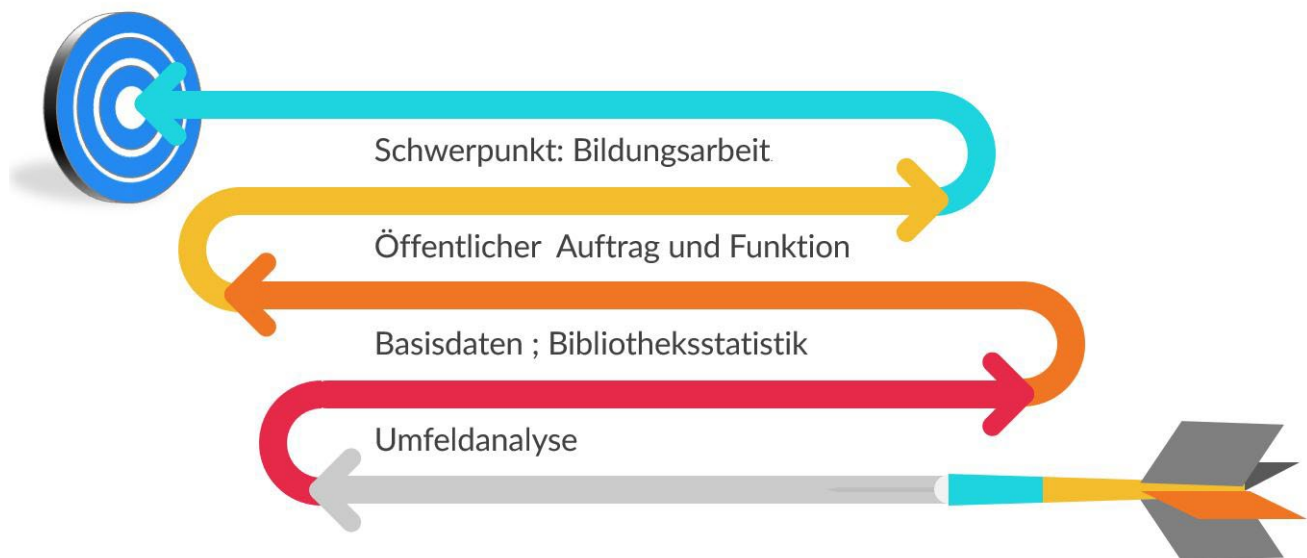 Schwerpunkt: Bildungsarbeit
Öffentlicher Auftrag und Funktion
Basisdaten ; Bibliotheksstatistik
Umfeldanalyse